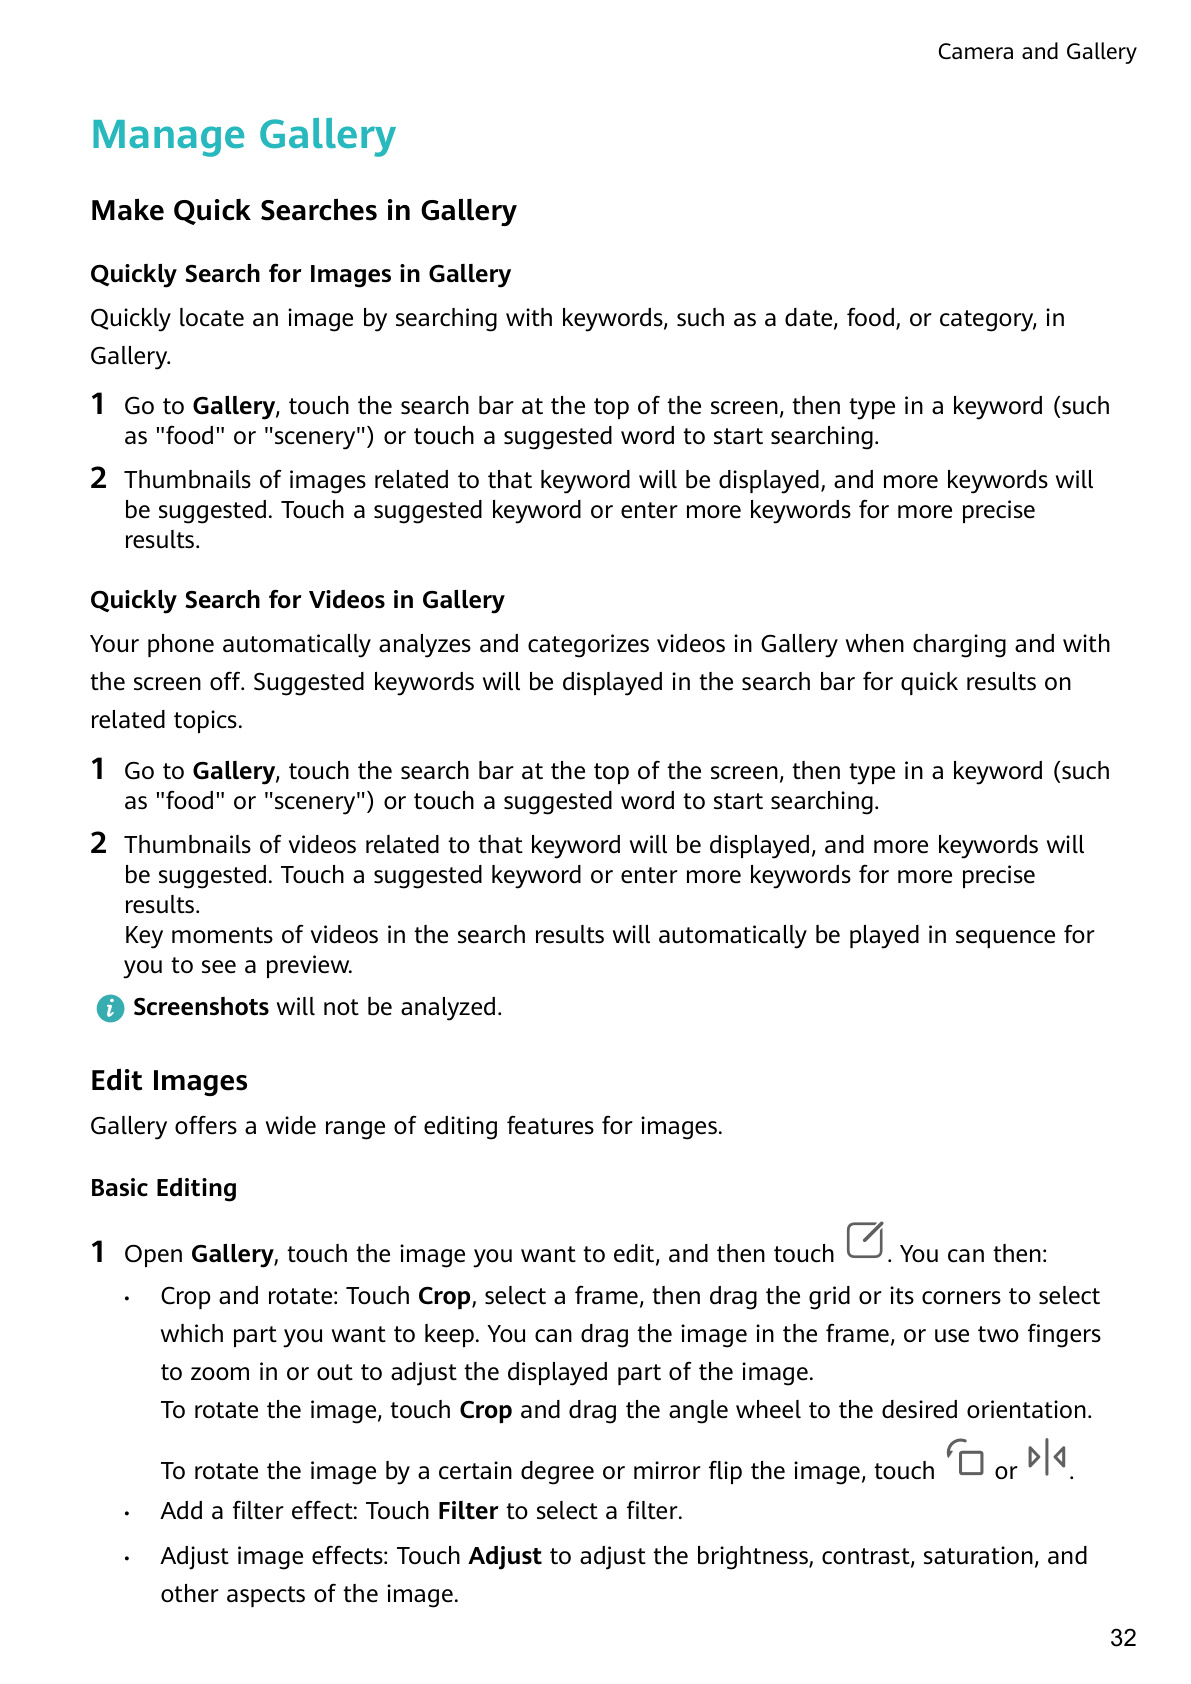 Camera and Gallery
Manage Gallery
Make Quick Searches in Gallery
Quickly Search for Images in Gallery
Quickly locate an image by searching with keywords, such as a date, food, or category, in
Gallery.
1 Go to Gallery, touch the search bar at the top of the screen, then type in a keyword (such
as "food" or "scenery") or touch a suggested word to start searching.
2 Thumbnails of images related to that keyword will be displayed, and more keywords will
be suggested. Touch a suggested keyword or enter more keywords for more precise
results.
Quickly Search for Videos in Gallery
Your phone automatically analyzes and categorizes videos in Gallery when charging and with
the screen off. Suggested keywords will be displayed in the search bar for quick results on
related topics.
1 Go to Gallery, touch the search bar at the top of the screen, then type in a keyword (such
as "food" or "scenery") or touch a suggested word to start searching.
2 Thumbnails of videos related to that keyword will be displayed, and more keywords will
be suggested. Touch a suggested keyword or enter more keywords for more precise
results.
Key moments of videos in the search results will automatically be played in sequence for
you to see a preview.
i Screenshots will not be analyzed.
Edit Images
Gallery offers a wide range of editing features for images.
Basic Editing
1 Open Gallery, touch the image you want to edit, and then touch . You can then:
• Crop and rotate: Touch Crop, select a frame, then drag the grid or its corners to select
which part you want to keep. You can drag the image in the frame, or use two fingers
to zoom in or out to adjust the displayed part of the image.
To rotate the image, touch Crop and drag the angle wheel to the desired orientation.
To rotate the image by a certain degree or mirror flip the image, touch or .
• Add a filter effect: Touch Filter to select a filter.
• Adjust image effects: Touch Adjust to adjust the brightness, contrast, saturation, and
other aspects of the image.
32